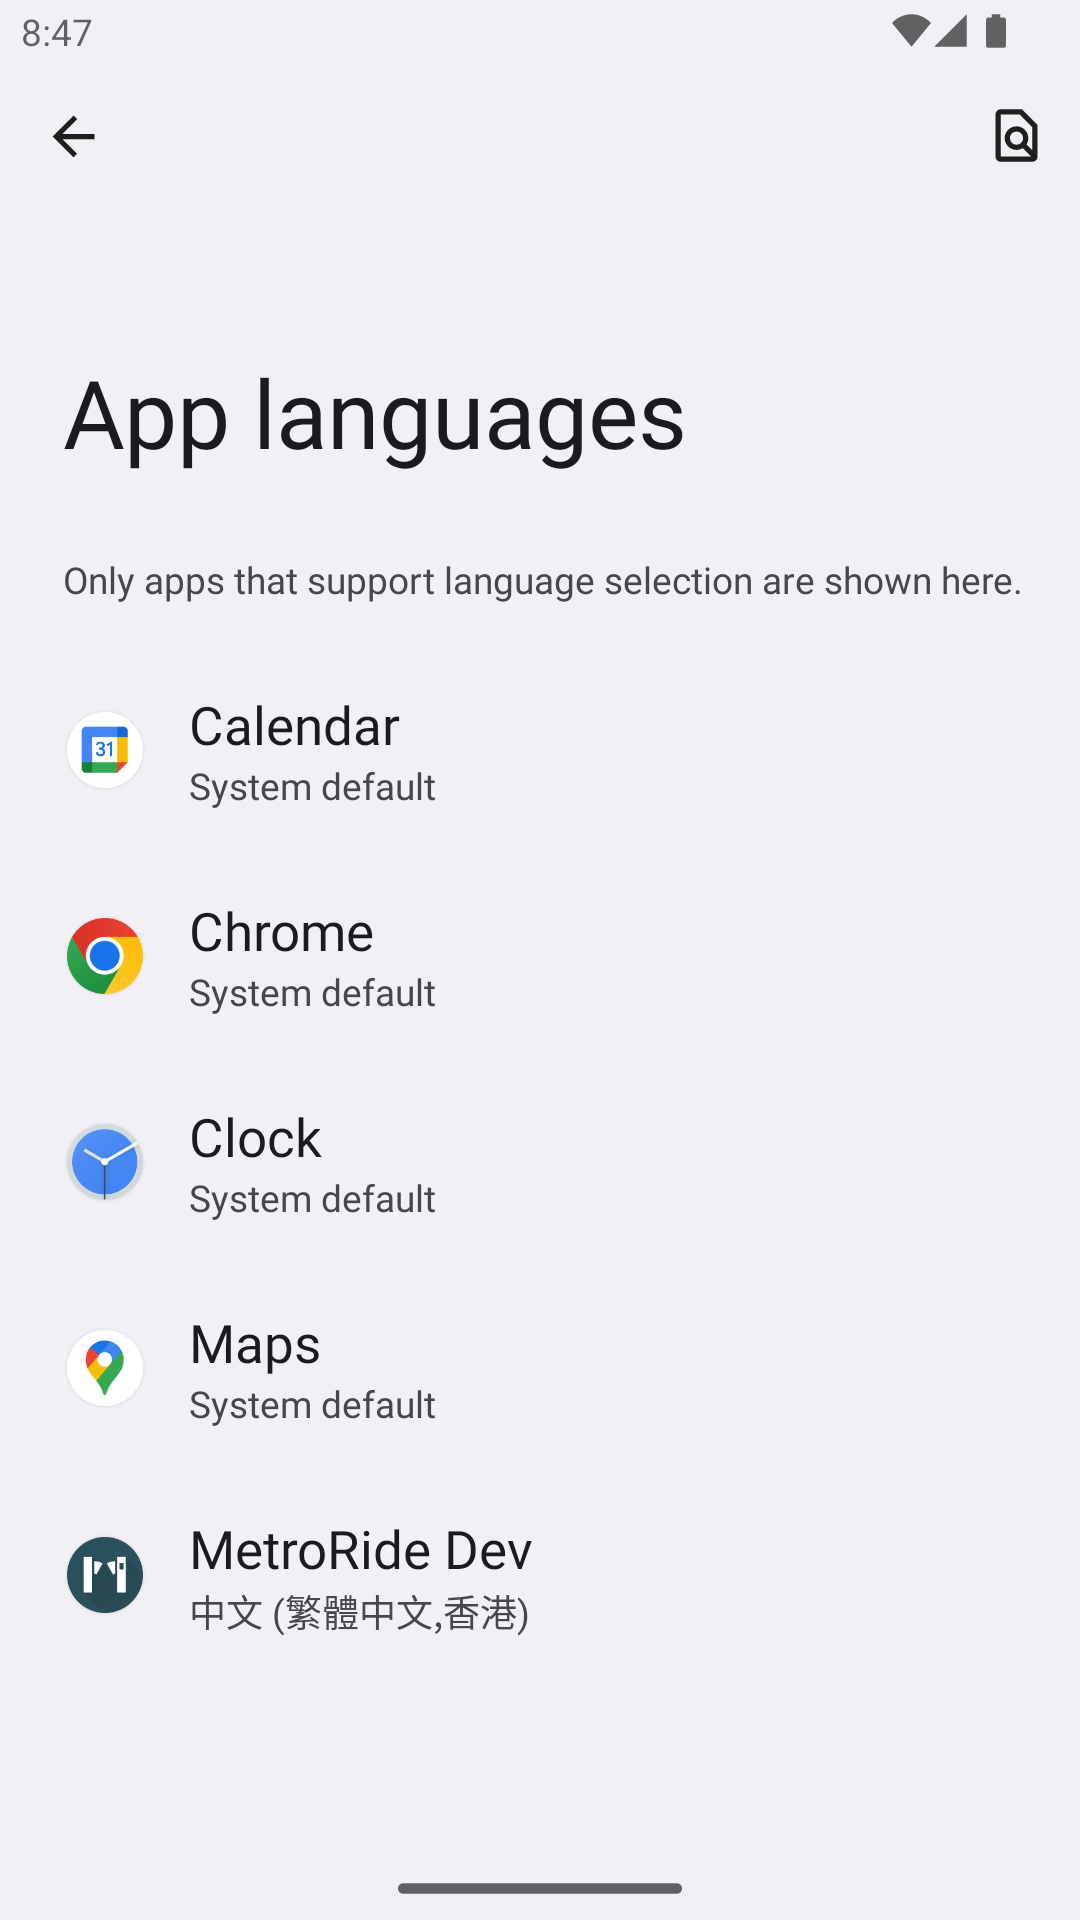 8:47
App languages
Only apps that support language selection are shown here.
31
Calendar
System default
Chrome
System default
Clock
System default
Maps
System default
MetroRide Dev
中文 (繁體中文,香港)